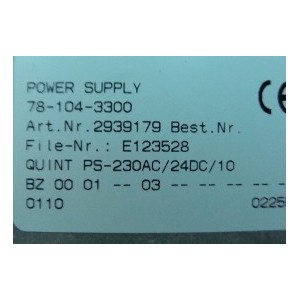 POWER SUPPLY
78-104-3300
Art.Nr.2939179 Best.Nr.
File-Nr.: E123528
QUINT PS-230AC/24DC/10
BZ 00 01 -- 03 -- -- -- --
0110 0225
CE